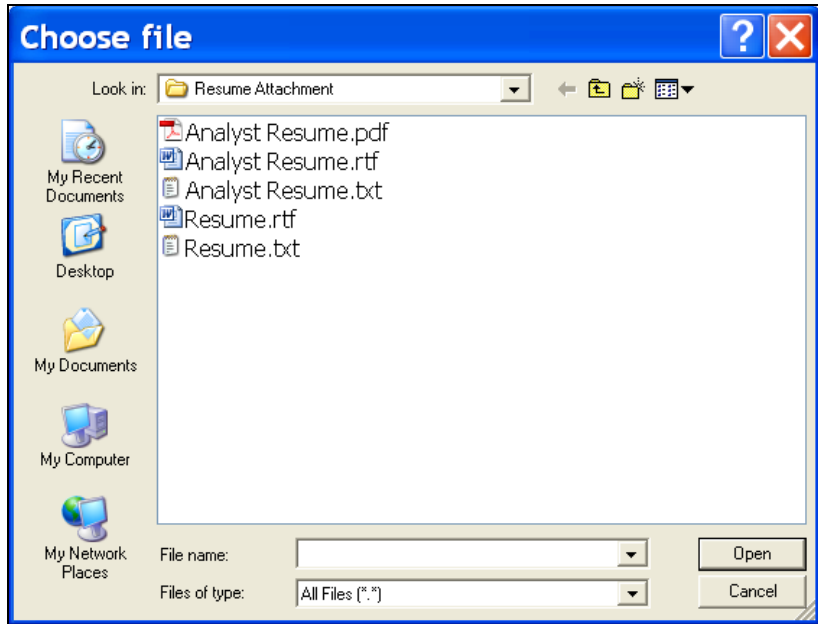 Choose file
Look in: Resume Attachment
Analyst Resume.pdf
Analyst Resume.rtf
Analyst Resume.txt
Resume.rtf
Resume.txt
My Recent
Documents
Desktop
My Documents
My Computer
My Network
Places
File name:
Open
Files of type: All Files (*.*)
Cancel